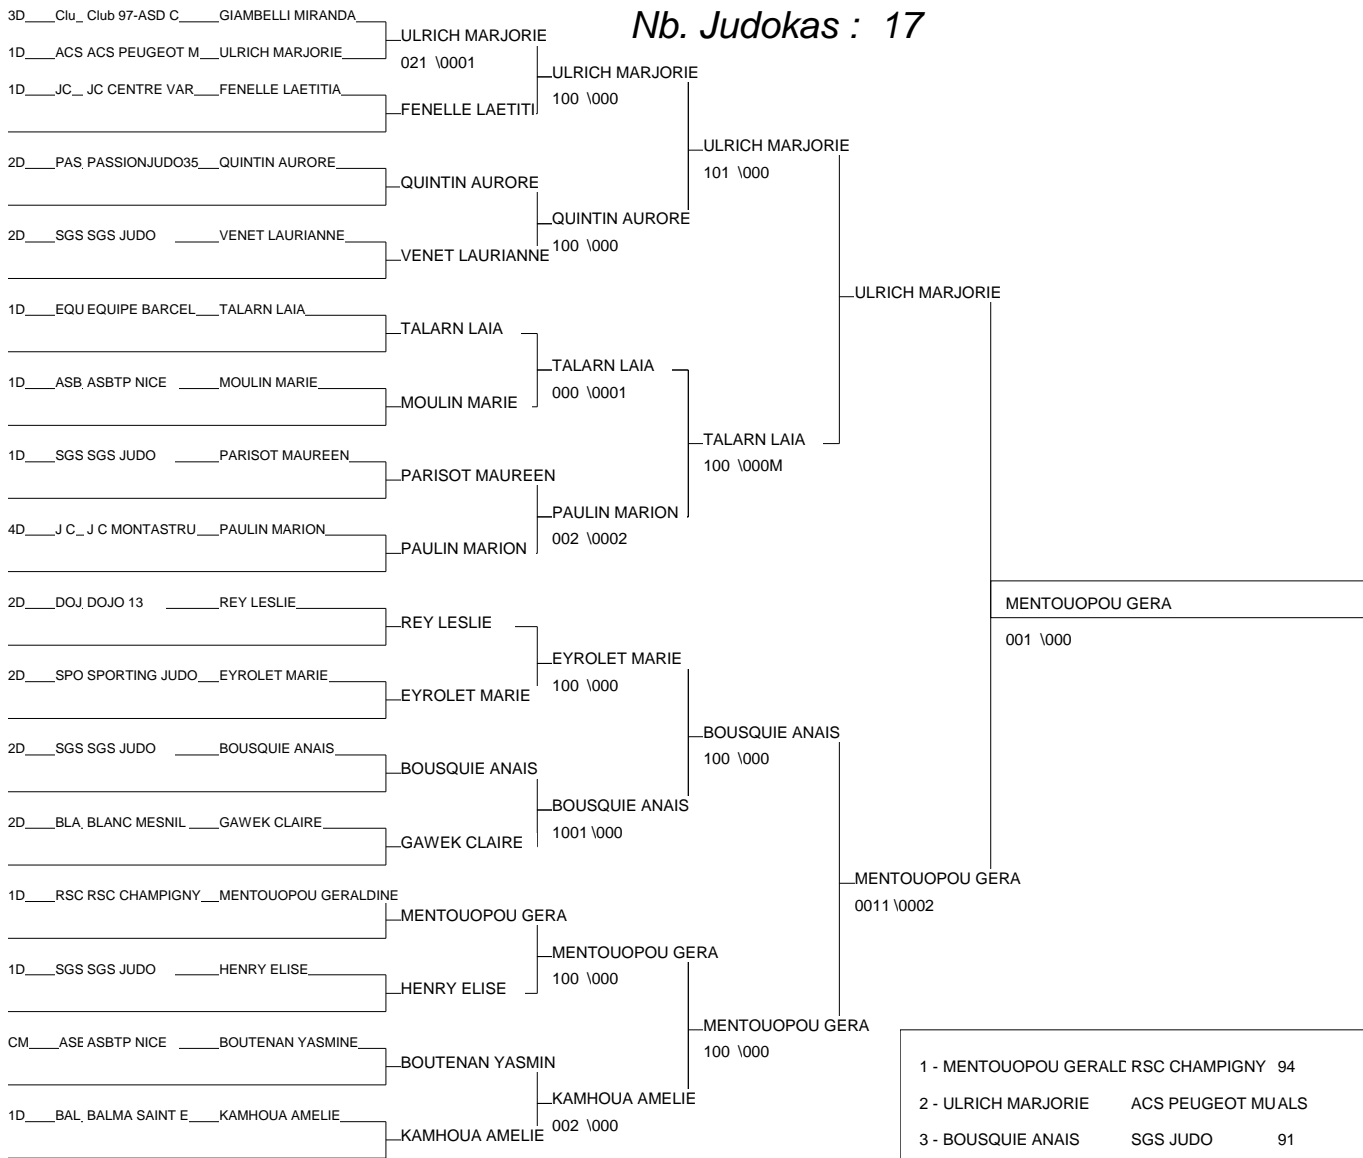 Nb. Judokas : 17
3D Clu_ Club 97-ASD C GIAMBELLI MIRANDA
ULRICH MARJORIE
1D ACS ACS PEUGEOT M ULRICH MARJORIE
021 \0001
ULRICH MARJORIE
1D JC_ JC CENTRE VAR FENELLE LAETITIA
100 \000
FENELLE LAETITI
ULRICH MARJORIE
2D PAS PASSIONJUDO35 QUINTIN AURORE
101 \000
QUINTIN AURORE
QUINTIN AURORE
2D SGS SGS JUDO VENET LAURIANNE
100 \000
VENET LAURIANNE
ULRICH MARJORIE
1D EQU EQUIPE BARCEL TALARN LAIA
TALARN LAIA
TALARN LAIA
1D ASB ASBTP NICE MOULIN MARIE
000 \0001
MOULIN MARIE
TALARN LAIA
1D SGS SGS JUDO PARISOT MAUREEN
100 \000M
PARISOT MAUREEN
PAULIN MARION
4D J C_ J C MONTASTRU PAULIN MARION
002 \0002
PAULIN MARION
2D DOJ DOJO 13 REY LESLIE
MENTOUOPOU GERA
REY LESLIE
001 \000
EYROLET MARIE
2D SPO SPORTING JUDO EYROLET MARIE
100 \000
EYROLET MARIE
BOUSQUIE ANAIS
2D SGS SGS JUDO BOUSQUIE ANAIS
100 \000
BOUSQUIE ANAIS
BOUSQUIE ANAIS
2D BLA BLANC MESNIL GAWEK CLAIRE
1001 \000
GAWEK CLAIRE
MENTOUOPOU GERA
1D RSC RSC CHAMPIGNY MENTOUOPOU GERALDINE
0011 \0002
MENTOUOPOU GERA
MENTOUOPOU GERA
1D SGS SGS JUDO HENRY ELISE
100 \000
HENRY ELISE
MENTOUOPOU GERA
CM ASE ASBTP NICE BOUTENAN YASMINE
100 \000
BOUTENAN YASMIN
1 - MENTOUOPOU GERALD RSC CHAMPIGNY 94
KAMHOUA AMELIE
2 - ULRICH MARJORIE ACS PEUGEOT MUALS
1D BAL BALMA SAINT E KAMHOUA AMELIE
002 \000
KAMHOUA AMELIE
3 - BOUSQUIE ANAIS SGS JUDO 91